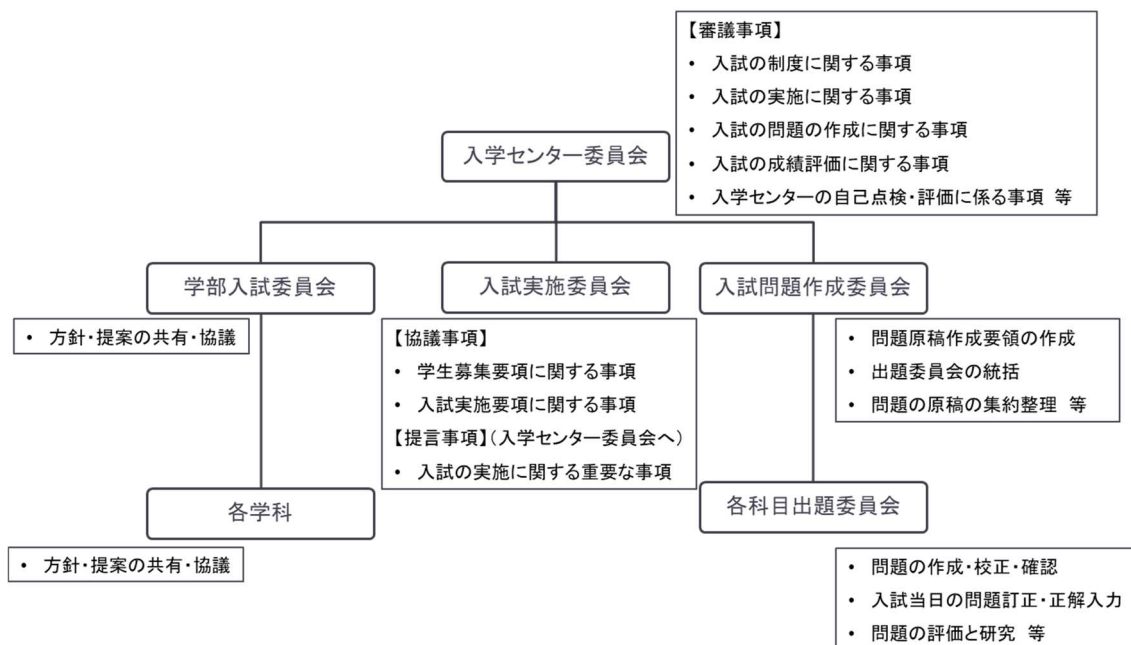 【審議事項】
• 入試の制度に関する事項
• 入試の実施に関する事項
• 入試の問題の作成に関する事項
• 入試の成績評価に関する事項
• 入学センターの自己点検・評価に係る事項 等
入学センター委員会
学部入試委員会
• 方針・提案の共有・協議
入試実施委員会
【協議事項】
• 学生募集要項に関する事項
• 入試実施要項に関する事項
【提言事項】(入学センター委員会へ)
• 入試の実施に関する重要な事項
入試問題作成委員会
• 問題原稿作成要領の作成
• 出題委員会の統括
• 問題の原稿の集約整理 等
各学科
• 方針・提案の共有・協議
各科目出題委員会
• 問題の作成・校正・確認
• 入試当日の問題訂正・正解入力
• 問題の評価と研究 等